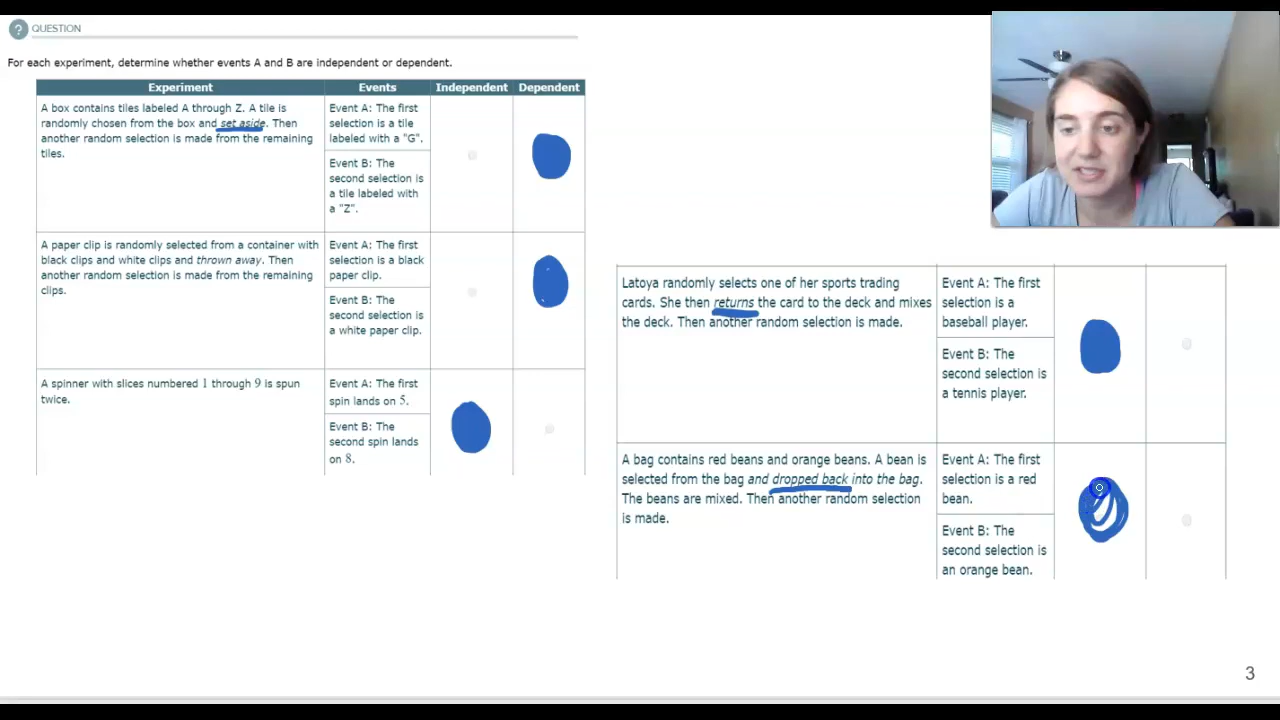 ? QUESTION
For each experiment, determine whether events A and B are independent or dependent.
Experiment Events Independent Dependent
A box contains tiles labeled A through Z. A tile is
randomly chosen from the box and set aside. Then
another random selection is made from the remaining
tiles.
Event A: The first
selection is a tile
labeled with a "G".
Event B: The
second selection is
a tile labeled with
a "Z".
A paper clip is randomly selected from a container with
black clips and white clips and thrown away. Then
another random selection is made from the remaining
clips.
Event A: The first
selection is a black
paper clip.
Event B: The
second selection is
a white paper clip.
A spinner with slices numbered 1 through 9 is spun
twice.
Event A: The first
spin lands on 5.
Event B: The
second spin lands
on 8.
Latoya randomly selects one of her sports trading
cards. She then returns the card to the deck and mixes
the deck. Then another random selection is made.
Event A: The first
selection is a
baseball player.
Event B: The
second selection is
a tennis player.
A bag contains red beans and orange beans. A bean is
selected from the bag and dropped back into the bag.
The beans are mixed. Then another random selection
is made.
Event A: The first
selection is a red
bean.
Event B: The
second selection is
an orange bean.
3